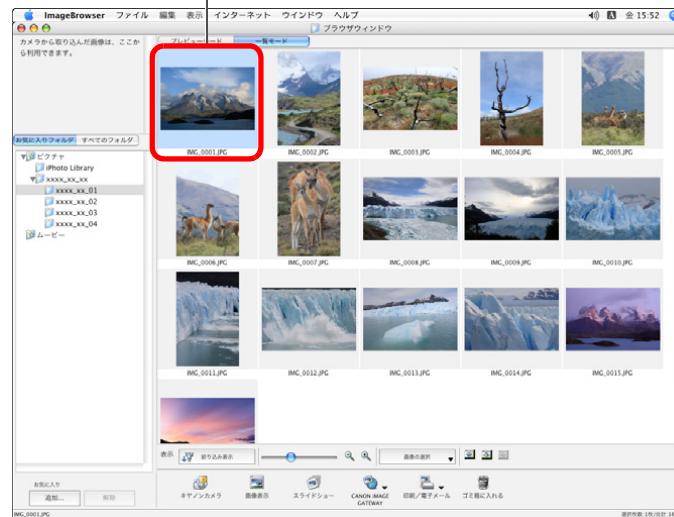 ImageBrowser ファイル 編集 表示 インターネット ウインドウ ヘルプ
金 15:52
ブラウザウィンドウ
カメラから取り込んだ画像は、ここか
ら利用できます。
プレビューモード 一覧モード
お気に入りフォルダ すべてのフォルダ
ピクチャ
iPhoto Library
xxxx_xx_xx
xxxx_xx_01
xxxx_xx_02
xxxx_xx_03
xxxx_xx_04
ムービー
IMG_0001.JPG IMG_0002.JPG IMG_0003.JPG IMG_0004.JPG IMG_0005.JPG
IMG_0006.JPG IMG_0007.JPG IMG_0008.JPG IMG_0009.JPG IMG_0010.JPG
IMG_0011.JPG IMG_0012.JPG IMG_0013.JPG IMG_0014.JPG IMG_0015.JPG
表示 絞り込み表示 画像の選択
お気に入り
追加... 削除
キヤノンカメラ 画像表示 スライドショー CANON iMAGE GATEWAY 印刷／電子メール ゴミ箱に入れる
IMG_0001.JPG
選択枚数:1枚/合計:16